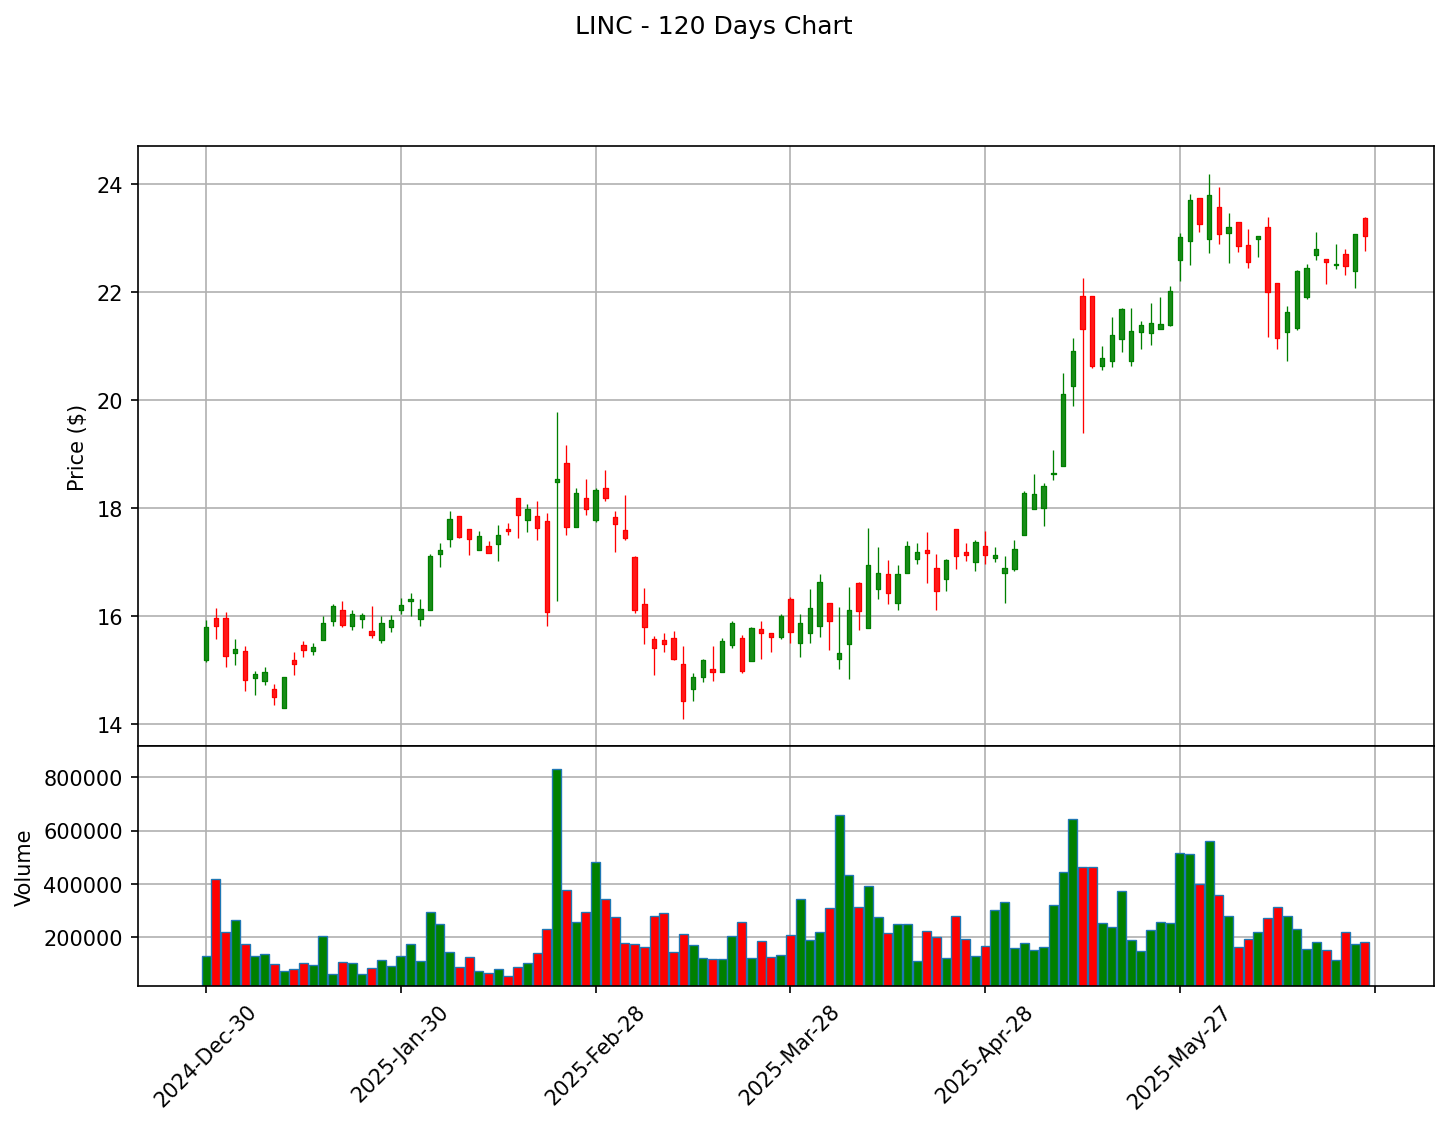 LINC - 120 Days Chart
Price ($)
24
22
20
18
16
14
Volume
800000
600000
400000
200000
2024-Dec-30
2025-Jan-30
2025-Feb-28
2025-Mar-28
2025-Apr-28
2025-May-27